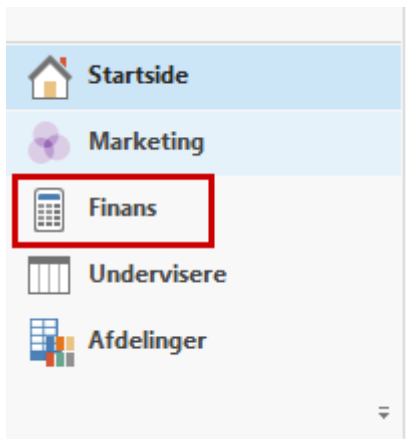 Startside
Marketing
Finans
Undervisere
Afdelinger